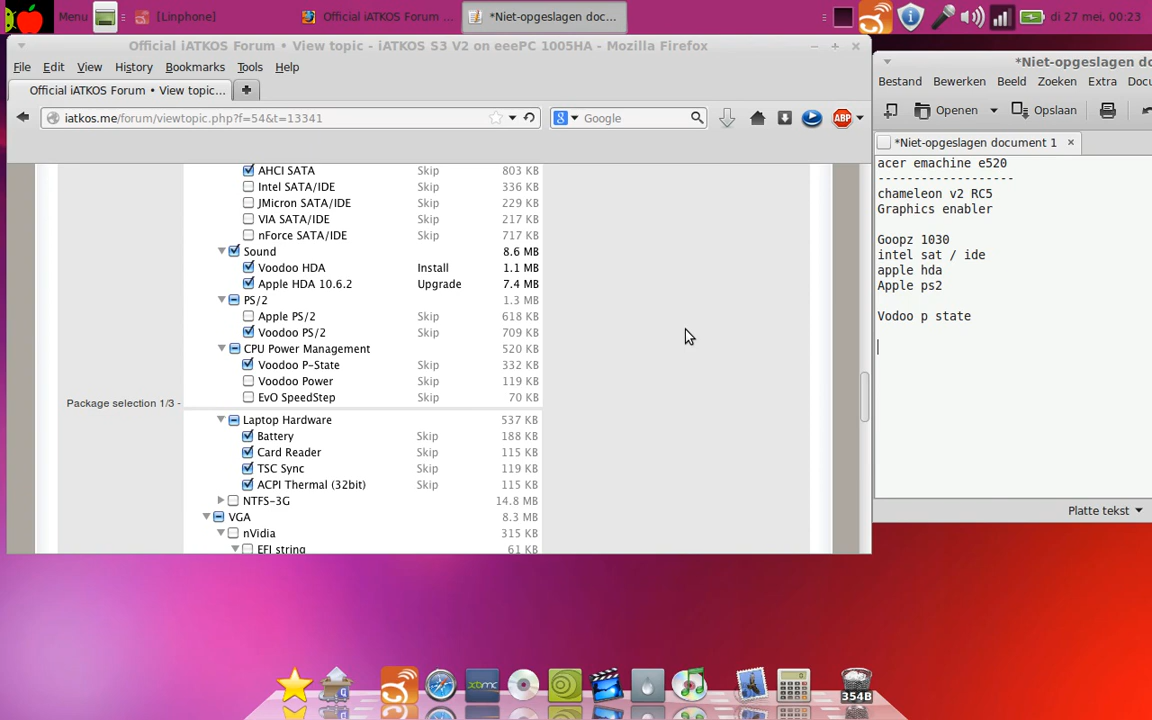 Menu
[Linphone]
Official iATKOS Forum ...
*Niet-opgeslagen doc...
di 27 mei, 00:23
Official iATKOS Forum • View topic - iATKOS S3 V2 on eeePC 1005HA - Mozilla Firefox
File Edit View History Bookmarks Tools Help
Official iATKOS Forum • View topic...
iatkos.me/forum/viewtopic.php?f=54&t=13341
Google
ABP
AHCI SATA Skip 803 KB
Intel SATA/IDE Skip 336 KB
JMicron SATA/IDE Skip 229 KB
VIA SATA/IDE Skip 217 KB
nForce SATA/IDE Skip 717 KB
Sound 8.6 MB
Voodoo HDA Install 1.1 MB
Apple HDA 10.6.2 Upgrade 7.4 MB
PS/2 1.3 MB
Apple PS/2 Skip 618 KB
Voodoo PS/2 Skip 709 KB
CPU Power Management 520 KB
Voodoo P-State Skip 332 KB
Voodoo Power Skip 119 KB
EvO SpeedStep Skip 70 KB
Package selection 1/3 -
Laptop Hardware 537 KB
Battery Skip 188 KB
Card Reader Skip 115 KB
TSC Sync Skip 119 KB
ACPI Thermal (32bit) Skip 115 KB
NTFS-3G 14.8 MB
VGA 8.3 MB
nVidia 315 KB
EFI string 61 KB
*Niet-opgeslagen do
Bestand Bewerken Beeld Zoeken Extra Docu
Openen Opslaan
*Niet-opgeslagen document 1
acer emachine e520
-------------------
chameleon v2 RC5
Graphics enabler
Goopz 1030
intel sat / ide
apple hda
Apple ps2
Vodoo p state
Platte tekst
xbmc
354B